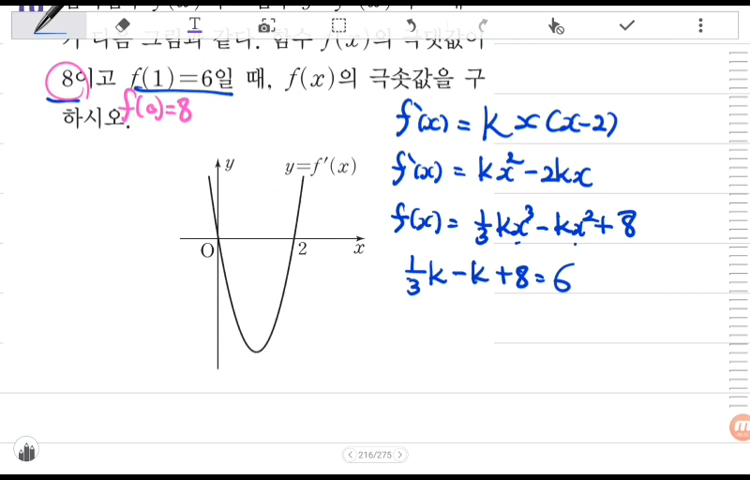 다음 그림과 같다. 함수 f(x)의 극댓값이
8이고 f(1)=6일 때, f(x)의 극솟값을 구
하시오.
f(0)=8
f'(x) = kx(x-2)
f'(x) = kx²-2kx
f(x) = 1/3kx³-kx²+8
1/3k-k+8=6
y
y=f'(x)
O
2
x
216/275